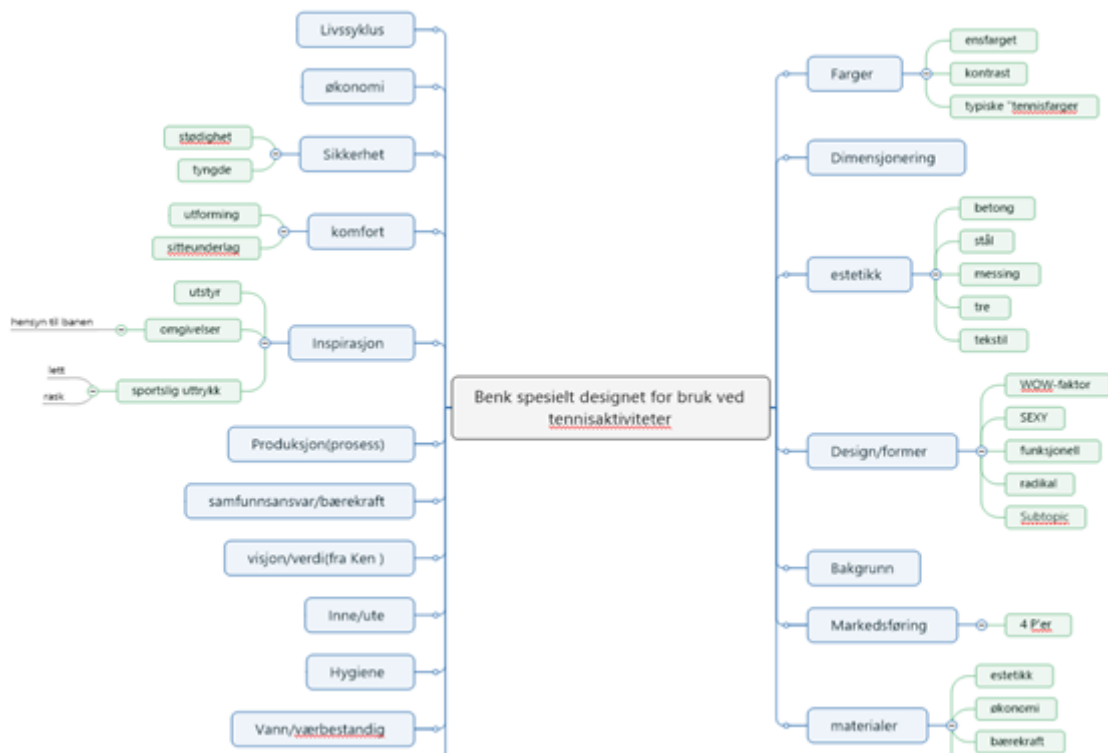 Livssyklus
økonomi
Sikkerhet
stødighet
tyngde
komfort
utforming
sitteunderlag
Inspirasjon
utstyr
omgivelser
hensyn til banen
sportslig uttrykk
lett
rask
Produksjon(prosess)
samfunnsansvar/bærekraft
visjon/verdi(fra Ken )
Inne/ute
Hygiene
Vann/værbestandig
Benk spesielt designet for bruk ved
tennisaktiviteter
Farger
ensfarget
kontrast
typiske "tennisfarger
Dimensjonering
estetikk
betong
stål
messing
tre
tekstil
Design/former
WOW-faktor
SEXY
funksjonell
radikal
Subtopic
Bakgrunn
Markedsføring
4 P'er
materialer
estetikk
økonomi
bærekraft